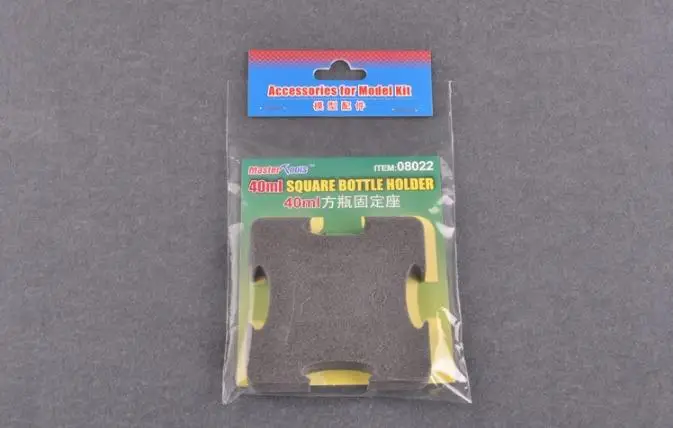 Accessories for Model Kit
模型配件
Master Tools™
ITEM:08022
40ml SQUARE BOTTLE HOLDER
40ml方瓶固定座